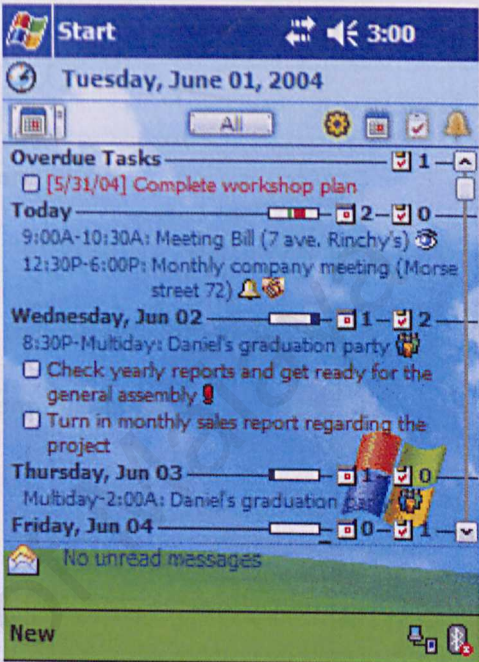 Start 3:00
Tuesday, June 01, 2004
All
Overdue Tasks 1
[5/31/04] Complete workshop plan
Today 2 0
9:00A-10:30A: Meeting Bill (7 ave. Rinchy's)
12:30P-6:00P: Monthly company meeting (Morse
street 72)
Wednesday, Jun 02 1 2
8:30P-Multiday: Daniel's graduation party
Check yearly reports and get ready for the
general assembly
Turn in monthly sales report regarding the
project
Thursday, Jun 03 1 0
Multiday-2:00A: Daniel's graduation party
Friday, Jun 04 0 1
No unread messages
New